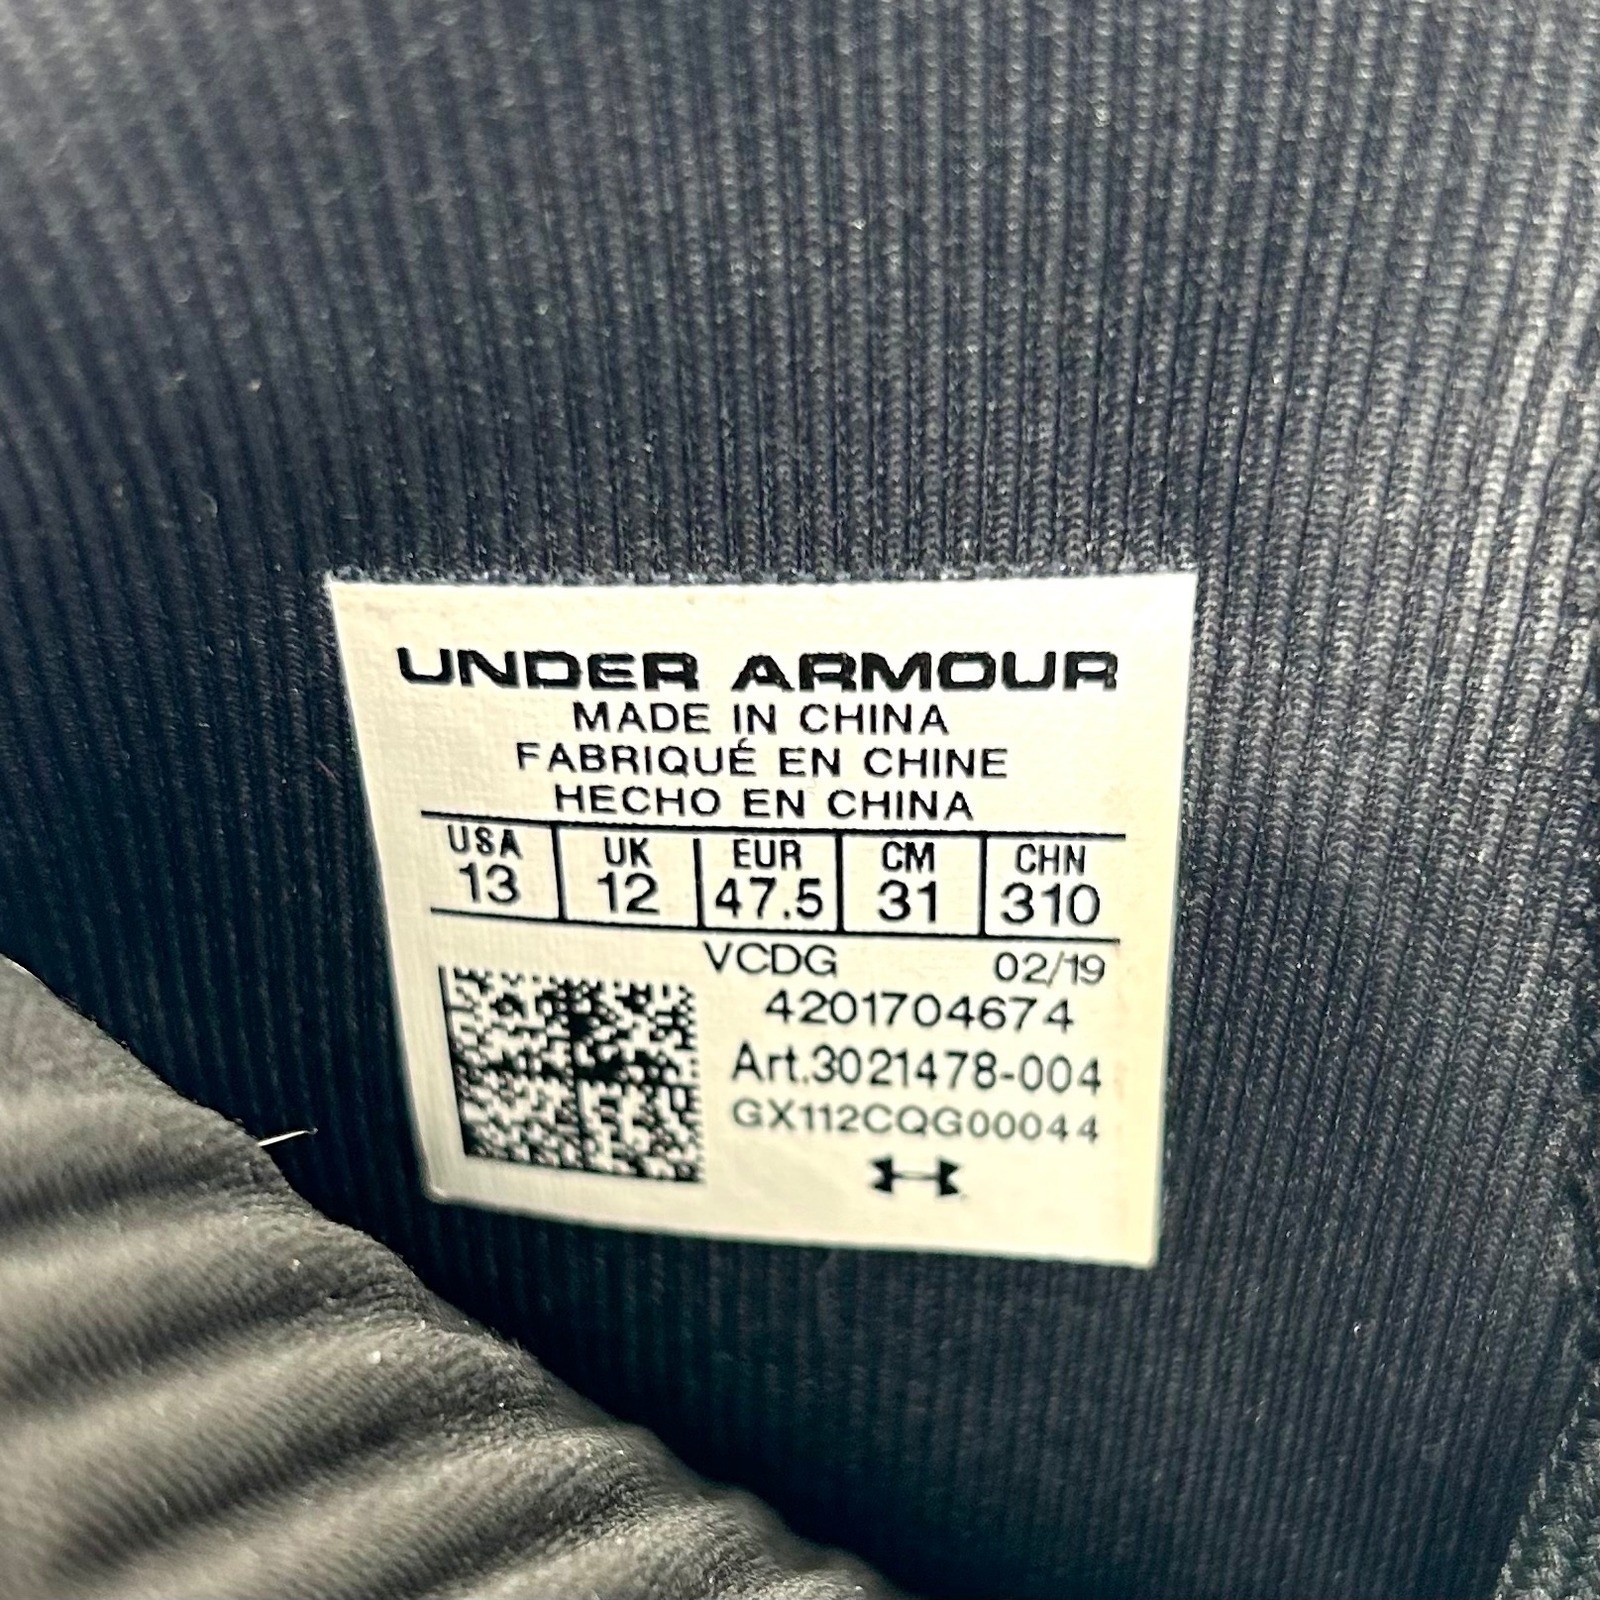 UNDER ARMOUR
MADE IN CHINA
FABRIQUÉ EN CHINE
HECHO EN CHINA
USA UK EUR CM CHN
13 12 47.5 31 310
VCDG 02/19
4201704674
Art.3021478-004
GX112CQG00044